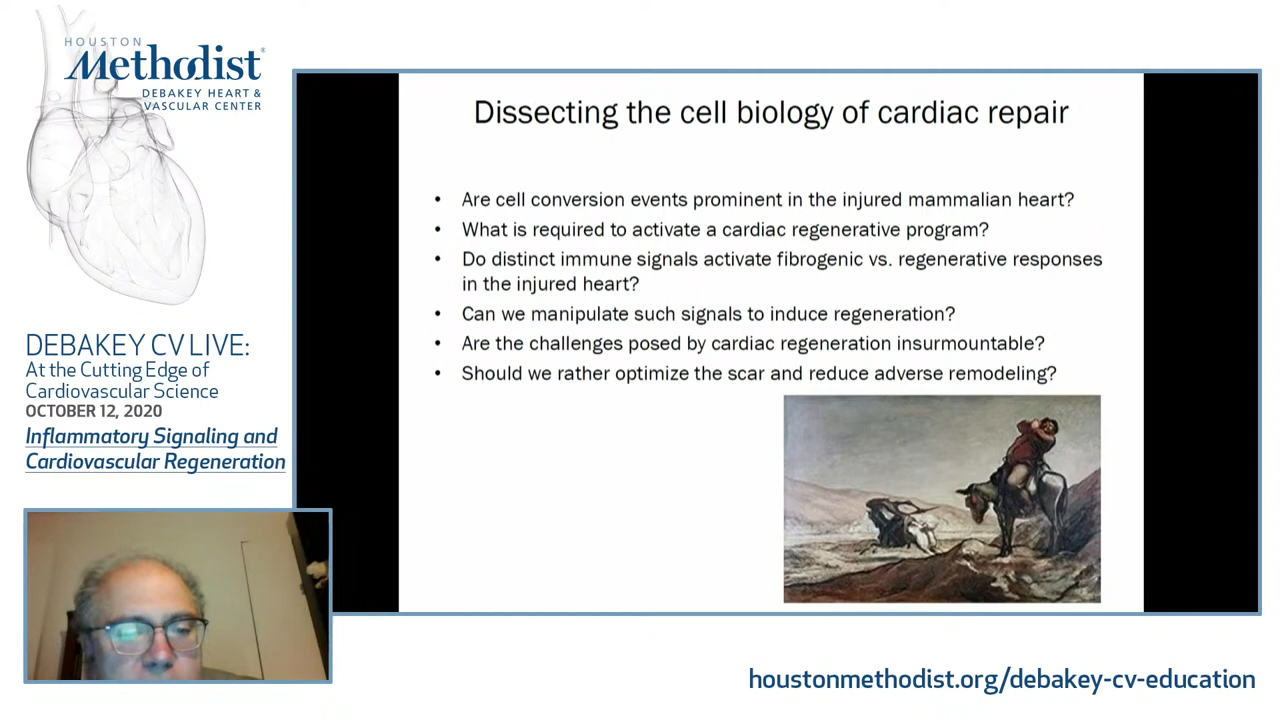 HOUSTON
Methodist®
DEBAKEY HEART &
VASCULAR CENTER
DEBAKEY CV LIVE:
At the Cutting Edge of
Cardiovascular Science
OCTOBER 12, 2020
Inflammatory Signaling and
Cardiovascular Regeneration
Dissecting the cell biology of cardiac repair
• Are cell conversion events prominent in the injured mammalian heart?
• What is required to activate a cardiac regenerative program?
• Do distinct immune signals activate fibrogenic vs. regenerative responses
in the injured heart?
• Can we manipulate such signals to induce regeneration?
• Are the challenges posed by cardiac regeneration insurmountable?
• Should we rather optimize the scar and reduce adverse remodeling?
houstonmethodist.org/debakey-cv-education